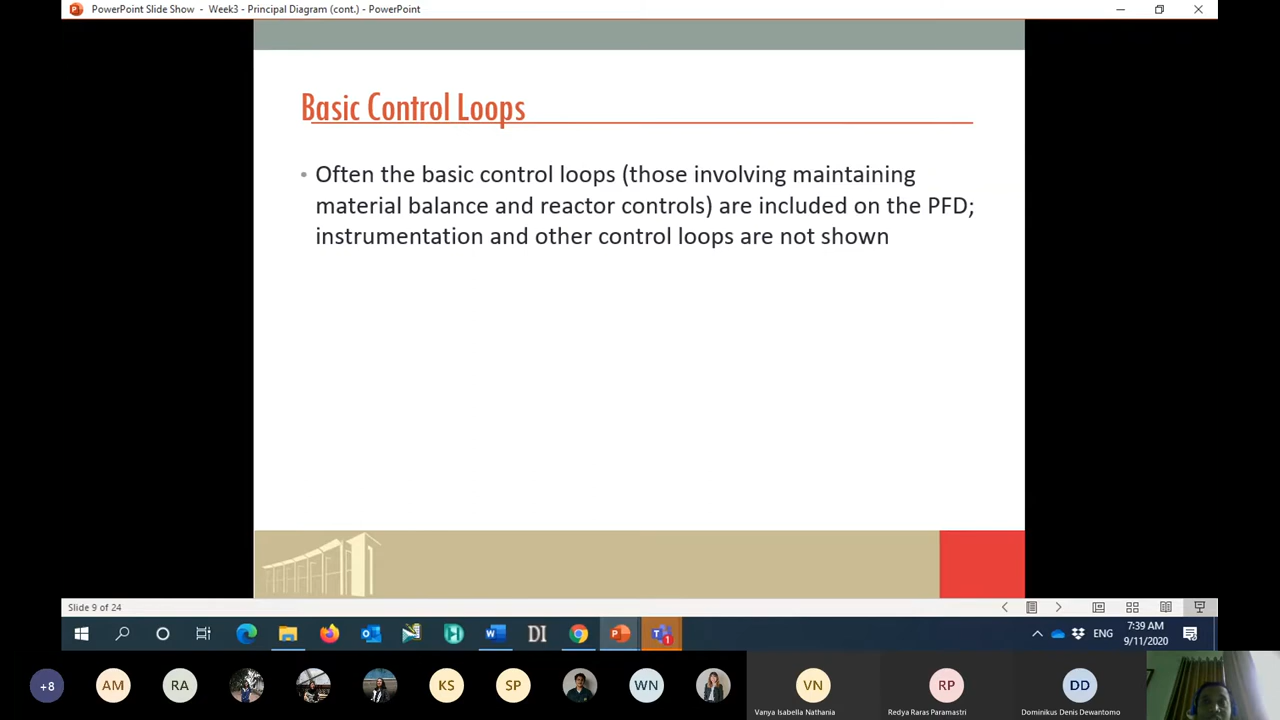 PowerPoint Slide Show - Week3 - Principal Diagram (cont.) - PowerPoint
Basic Control Loops
• Often the basic control loops (those involving maintaining
material balance and reactor controls) are included on the PFD;
instrumentation and other control loops are not shown
Slide 9 of 24
DI
1
ENG
7:39 AM
9/11/2020
+8
AM
RA
KS
SP
WN
VN
RP
DD
Vanya Isabella Nathania
Redya Raras Paramastri
Dominikus Denis Dewantomo